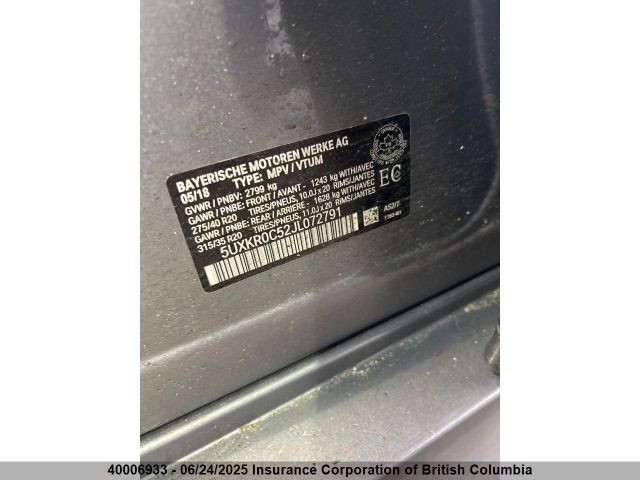 BAYERISCHE MOTOREN WERKE AG
05/18 TYPE: MPV / VTUM
GVWR / PNBV: 2799 kg
GAWR / PNBE: FRONT / AVANT - 1243 kg WITH/AVEC
275/40 R20 TIRES/PNEUS, 10.0J x 20 RIMS/JANTES
GAWR / PNBE: REAR / ARRIERE - 1628 kg WITH/AVEC
315/35 R20 TIRES/PNEUS, 11.0J x 20 RIMS/JANTES
5UXKR0C52JL072791
EC
A52/7
40006933 - 06/24/2025 Insurance Corporation of British Columbia